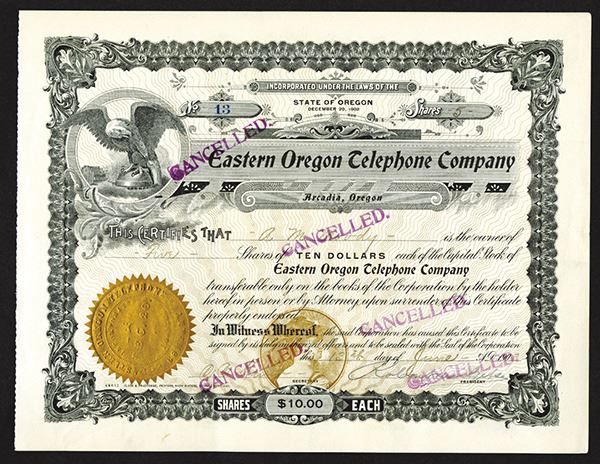 INCORPORATED UNDER THE LAWS OF THE
STATE OF OREGON
DECEMBER 29, 1902
No 13
Shares 5
CANCELLED.
Eastern Oregon Telephone Company
Arcadia, Oregon
CANCELLED.
THIS CERTIFIES THAT A. M. Moody is the owner of
Five Shares of TEN DOLLARS each of the Capital Stock of
Eastern Oregon Telephone Company
transferable only on the books of the Corporation by the holder
hereof in person or by Attorney upon surrender of this Certificate
properly endorsed.
CANCELLED.
In Witness Whereof, the said Corporation has caused this Certificate to be
signed by its duly authorized officers and to be sealed with the Seal of the Corporation
this 12th day of June
CANCELLED.
CANCELLED.
SECRETARY
PRESIDENT
SHARES $10.00 EACH